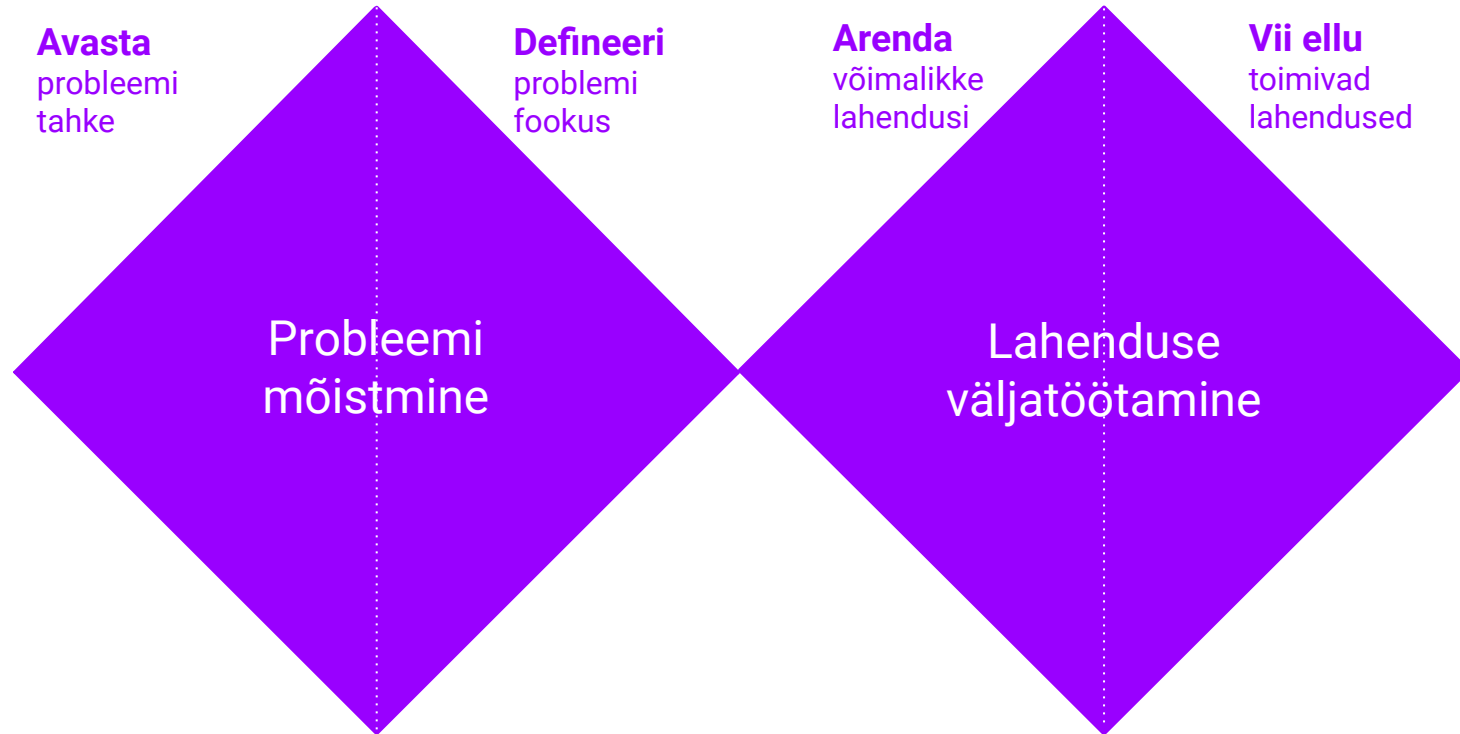 Avasta
probleemi
tahke
Defineeri
problemi
fookus
Arenda
võimalikke
lahendusi
Vii ellu
toimivad
lahendused
Probleemi
mõistmine
Lahenduse
väljatöötamine